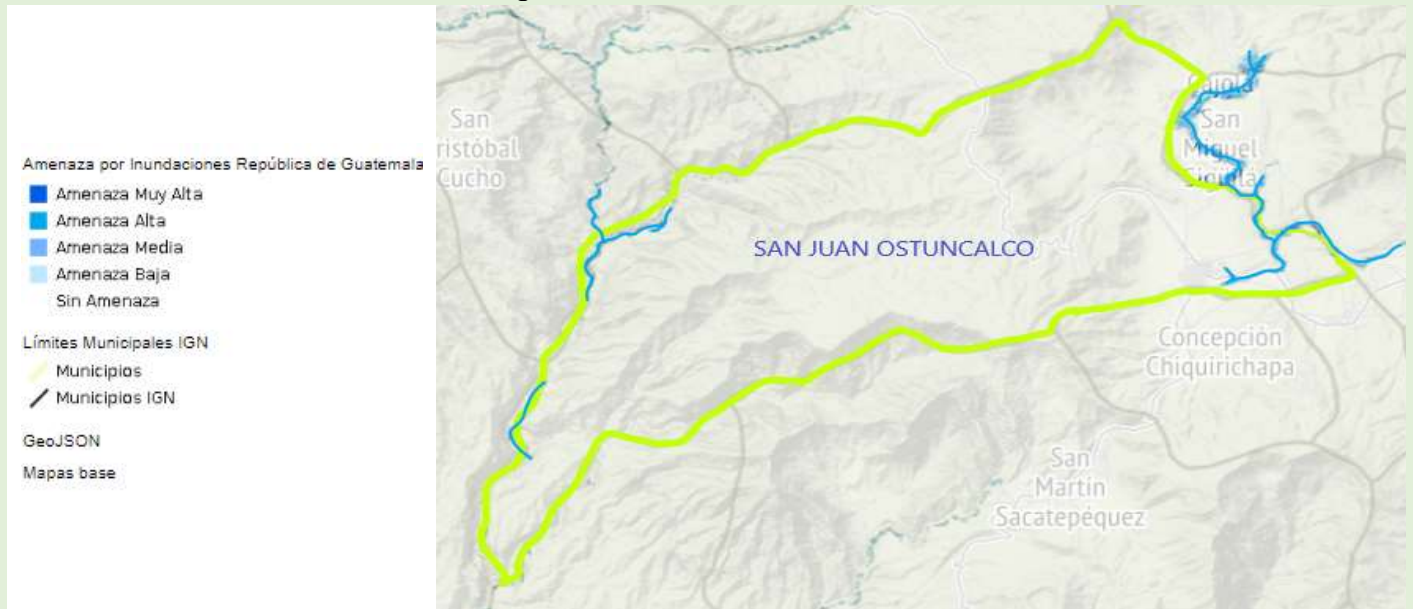 Amenaza por Inundaciones República de Guatemala
Amenaza Muy Alta
Amenaza Alta
Amenaza Media
Amenaza Baja
Sin Amenaza
Límites Municipales IGN
Municipios
Municipios IGN
GeoJSON
Mapas base
San
ristóbal
Cucho
Cajolá
San
Miguel
Sigüilá
SAN JUAN OSTUNCALCO
Concepción
Chiquirichapa
San
Martín
Sacatepéquez